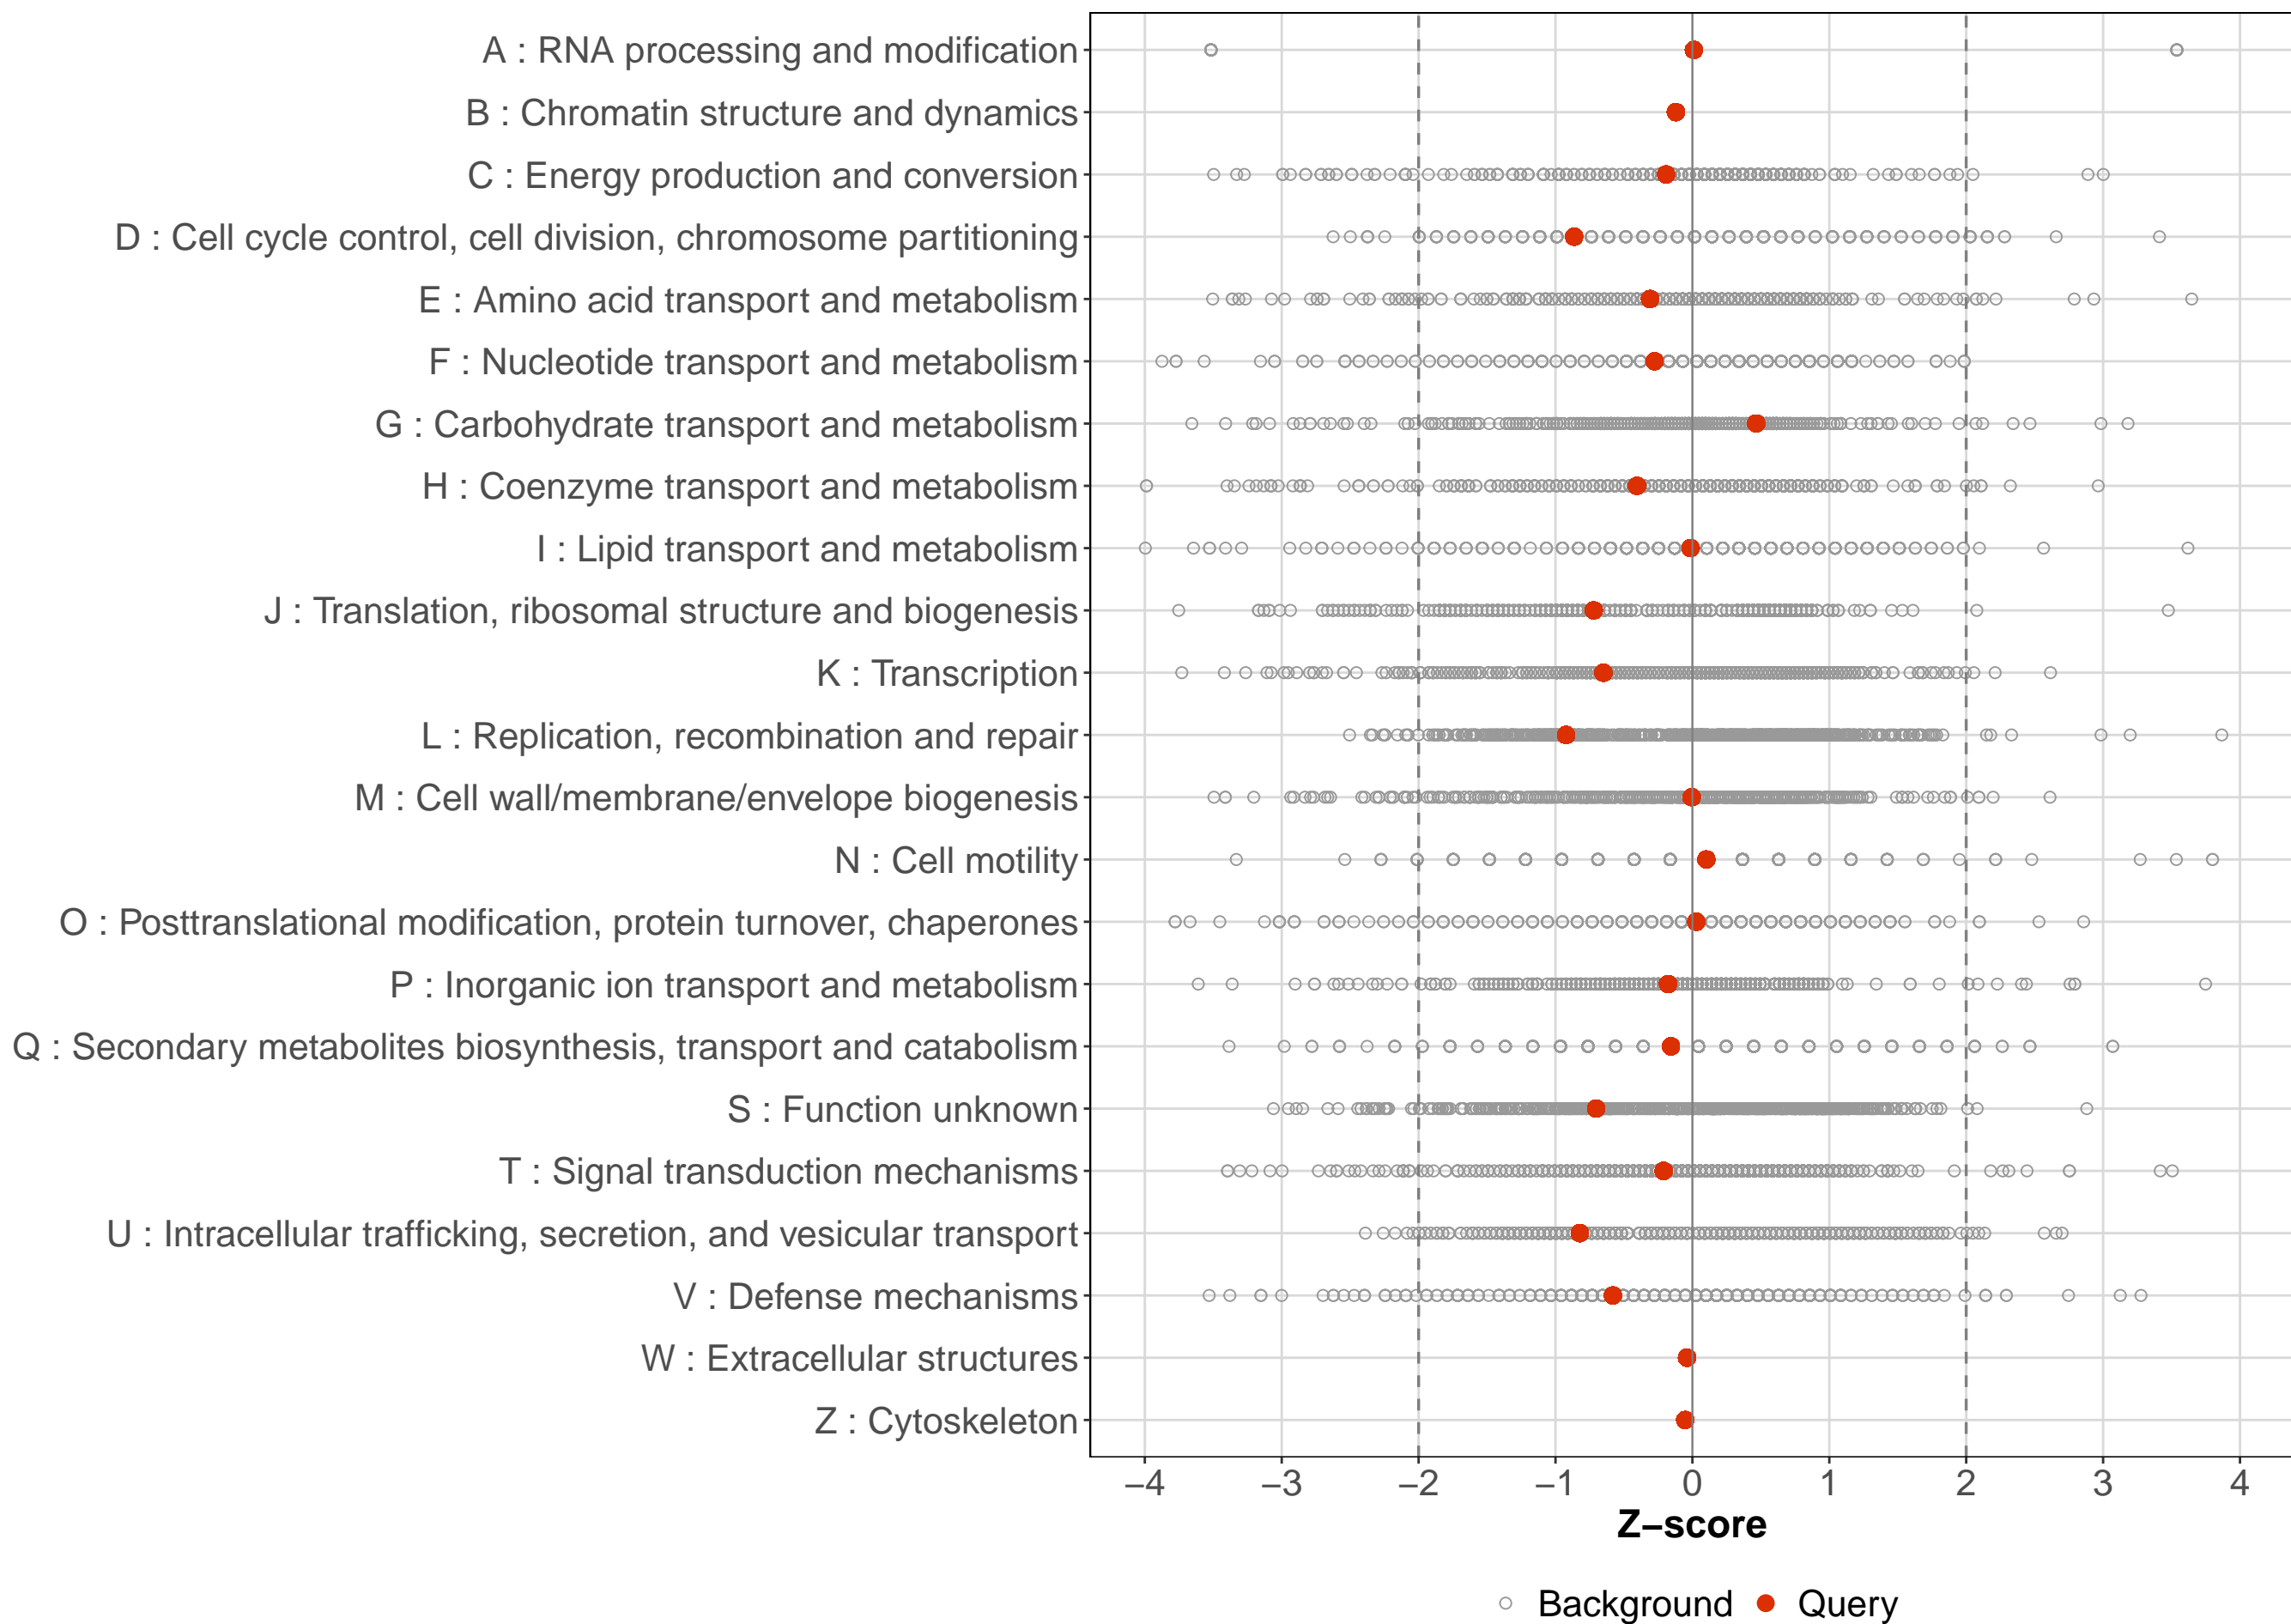 A : RNA processing and modification
B : Chromatin structure and dynamics
C : Energy production and conversion
D : Cell cycle control, cell division, chromosome partitioning
E : Amino acid transport and metabolism
F : Nucleotide transport and metabolism
G : Carbohydrate transport and metabolism
H : Coenzyme transport and metabolism
I : Lipid transport and metabolism
J : Translation, ribosomal structure and biogenesis
K : Transcription
L : Replication, recombination and repair
M : Cell wall/membrane/envelope biogenesis
N : Cell motility
O : Posttranslational modification, protein turnover, chaperones
P : Inorganic ion transport and metabolism
Q : Secondary metabolites biosynthesis, transport and catabolism
S : Function unknown
T : Signal transduction mechanisms
U : Intracellular trafficking, secretion, and vesicular transport
V : Defense mechanisms
W : Extracellular structures
Z : Cytoskeleton
−4 −3 −2 −1 0 1 2 3 4
Z−score
Background Query